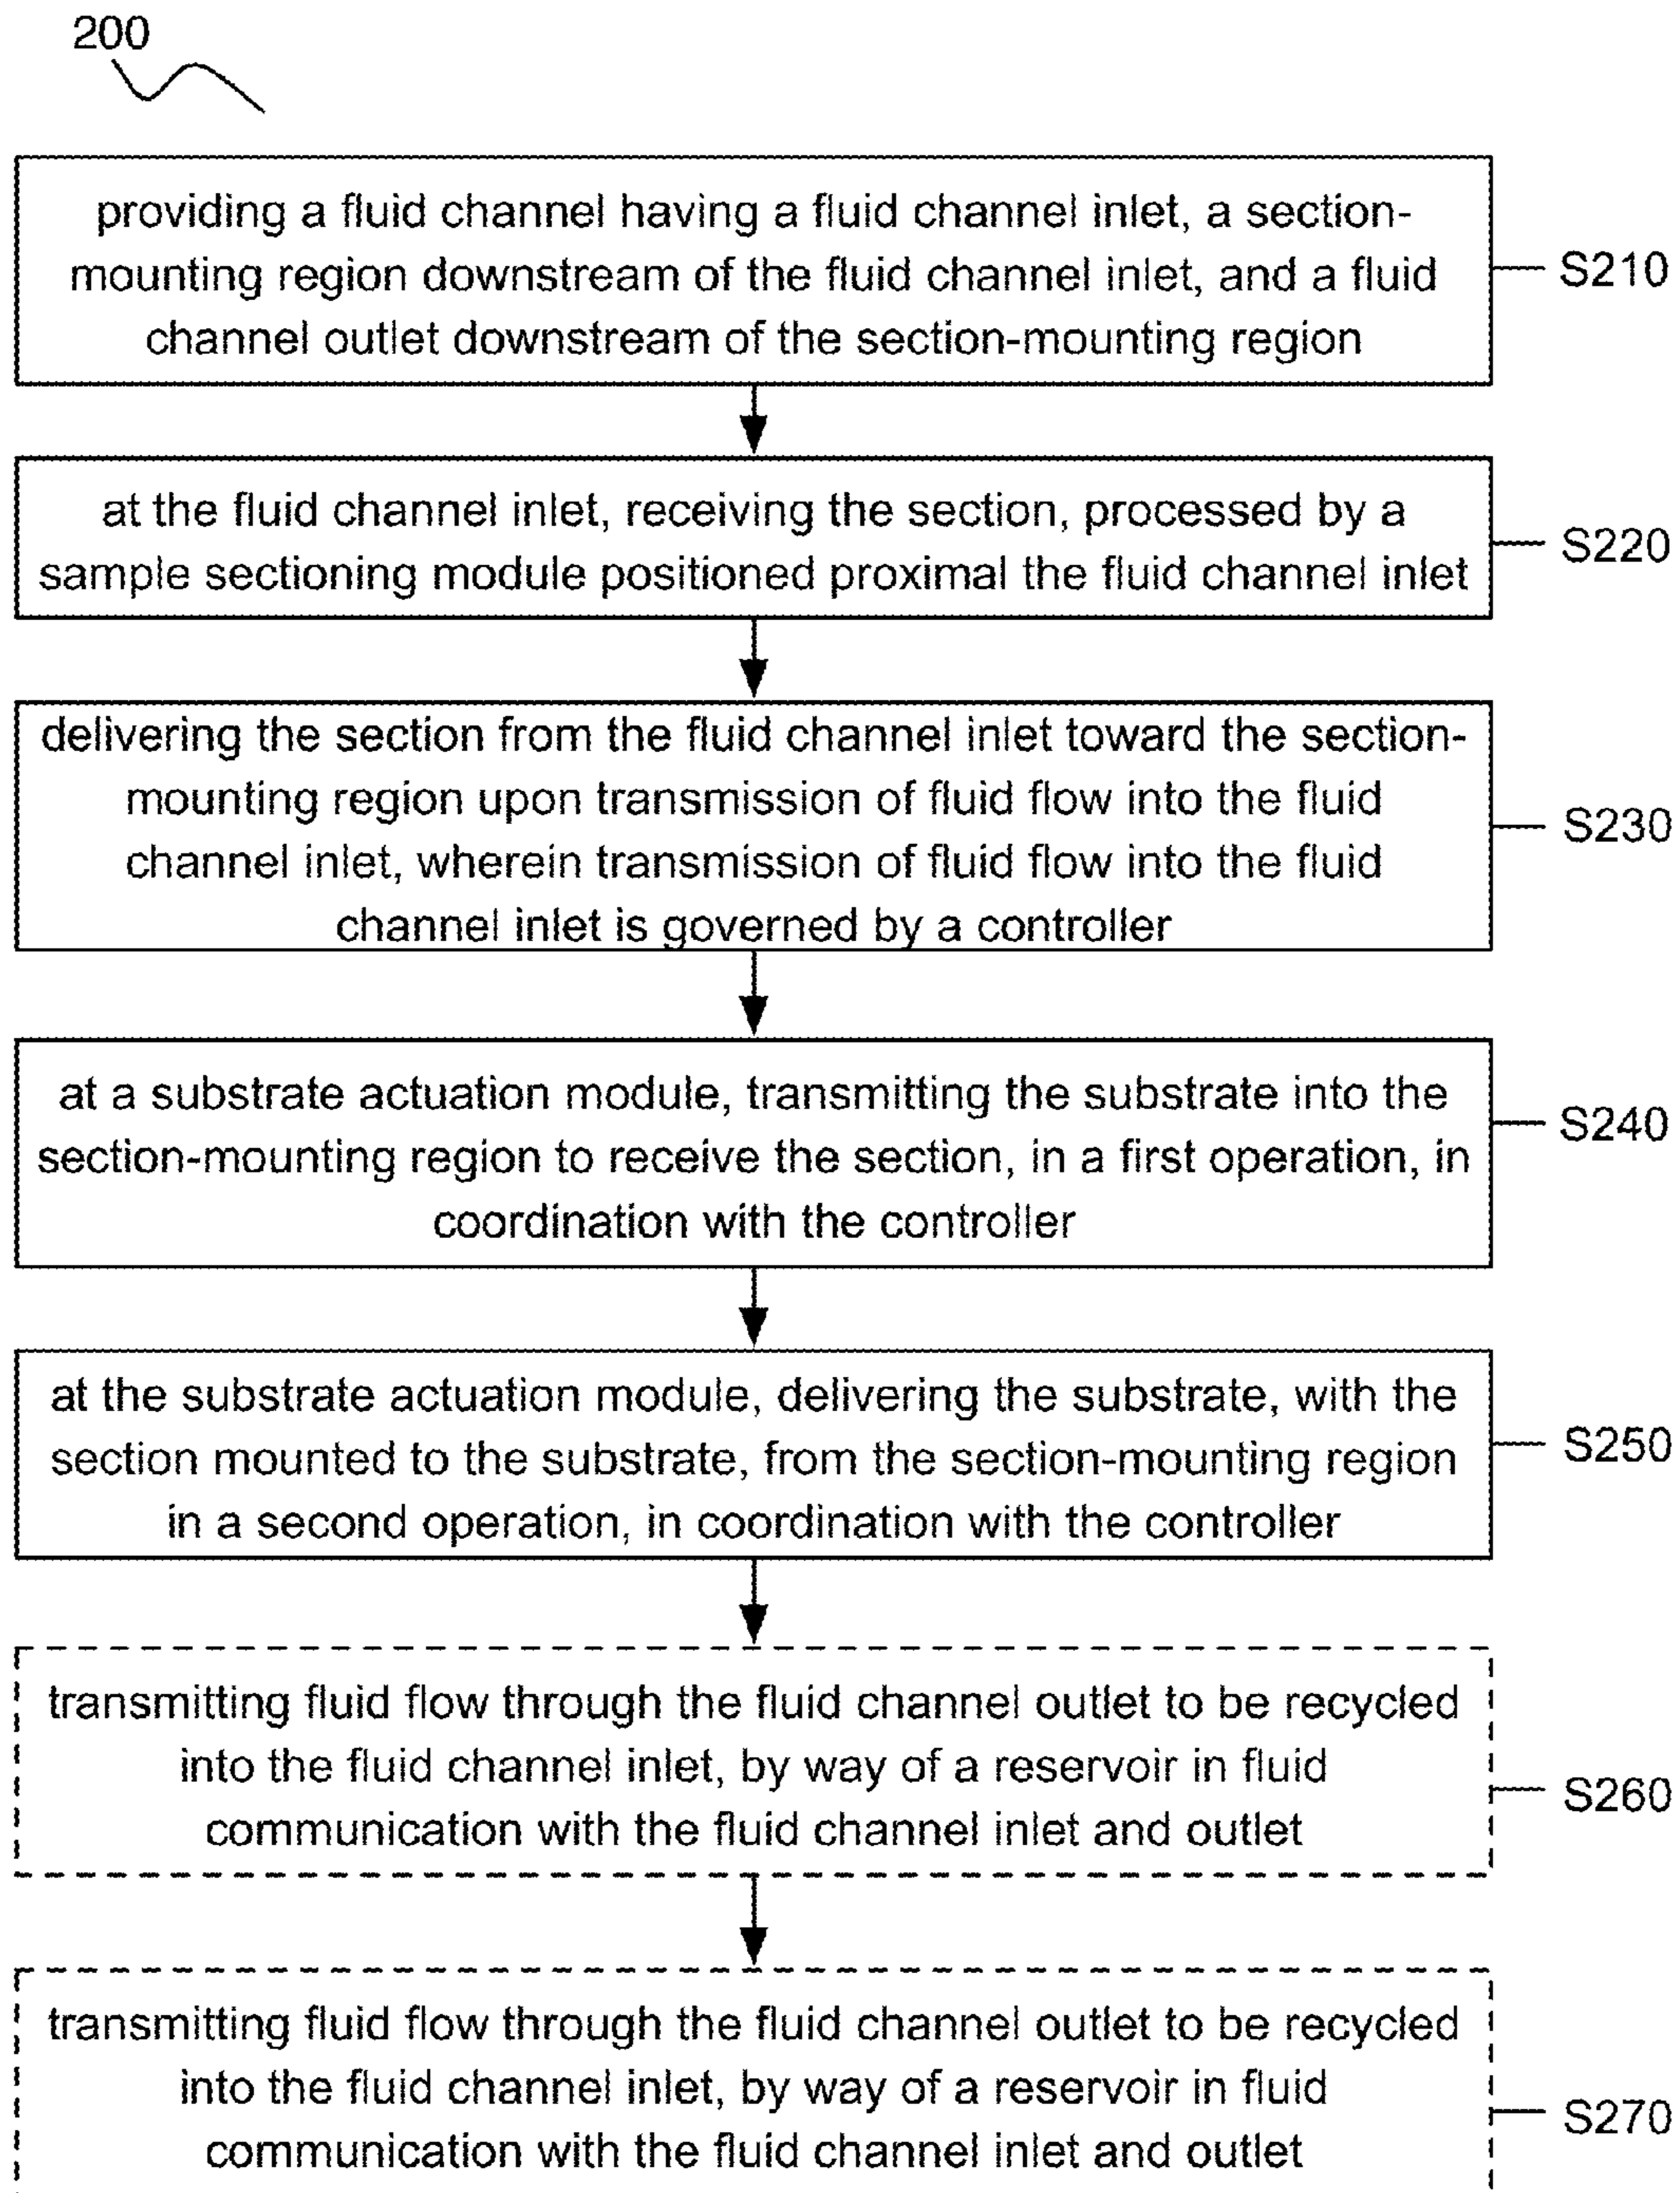 200
providing a fluid channel having a fluid channel inlet, a section-
mounting region downstream of the fluid channel inlet, and a fluid
channel outlet downstream of the section-mounting region
S210
at the fluid channel inlet, receiving the section, processed by a
sample sectioning module positioned proximal the fluid channel inlet
S220
delivering the section from the fluid channel inlet toward the section-
mounting region upon transmission of fluid flow into the fluid
channel inlet, wherein transmission of fluid flow into the fluid
channel inlet is governed by a controller
S230
at a substrate actuation module, transmitting the substrate into the
section-mounting region to receive the section, in a first operation, in
coordination with the controller
S240
at the substrate actuation module, delivering the substrate, with the
section mounted to the substrate, from the section-mounting region
in a second operation, in coordination with the controller
S250
transmitting fluid flow through the fluid channel outlet to be recycled
into the fluid channel inlet, by way of a reservoir in fluid
communication with the fluid channel inlet and outlet
S260
transmitting fluid flow through the fluid channel outlet to be recycled
into the fluid channel inlet, by way of a reservoir in fluid
communication with the fluid channel inlet and outlet
S270